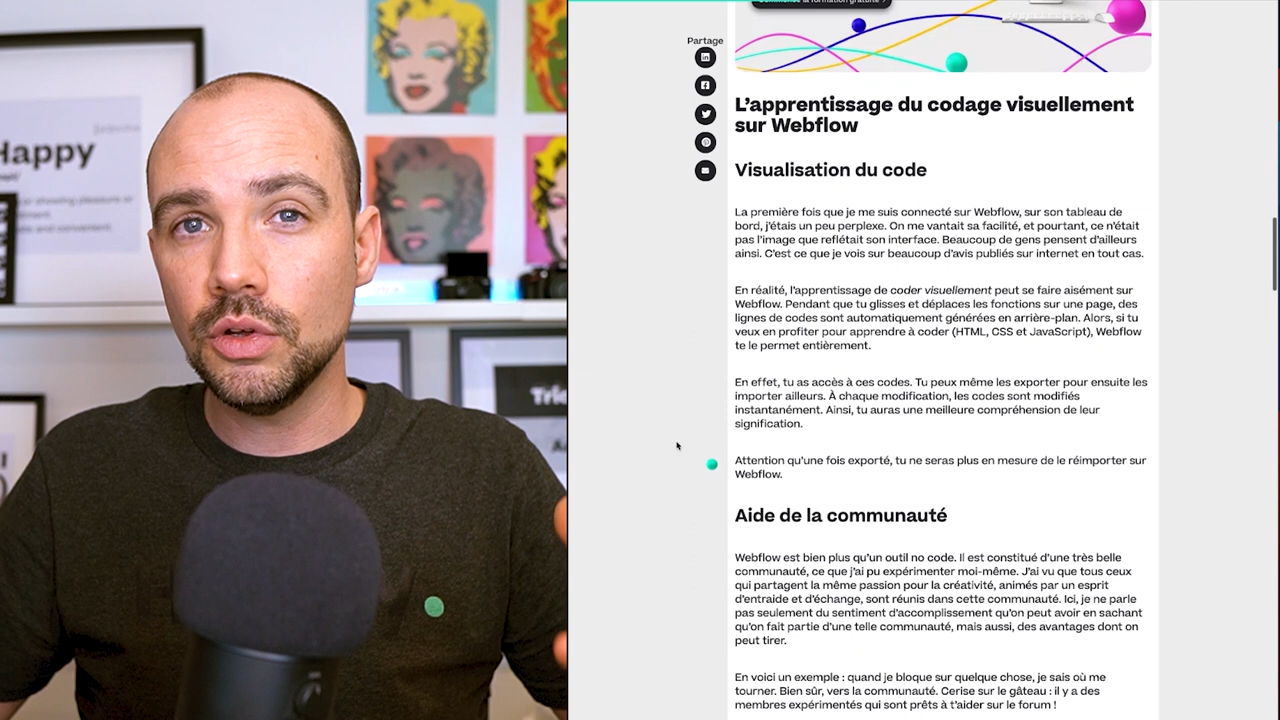 Happy
Partage
L'apprentissage du codage visuellement
sur Webflow
Visualisation du code
La première fois que je me suis connecté sur Webflow, sur son tableau de
bord, j'étais un peu perplexe. On me vantait sa facilité, et pourtant, ce n'était
pas l'image que reflétait son interface. Beaucoup de gens pensent d'ailleurs
ainsi. C'est ce que je vois sur beaucoup d'avis publiés sur internet en tout cas.
En réalité, l'apprentissage de coder visuellement peut se faire aisément sur
Webflow. Pendant que tu glisses et déplaces les fonctions sur une page, des
lignes de codes sont automatiquement générées en arrière-plan. Alors, si tu
veux en profiter pour apprendre à coder (HTML, CSS et JavaScript), Webflow
te le permet entièrement.
En effet, tu as accès à ces codes. Tu peux même les exporter pour ensuite les
importer ailleurs. À chaque modification, les codes sont modifiés
instantanément. Ainsi, tu auras une meilleure compréhension de leur
signification.
Attention qu'une fois exporté, tu ne seras plus en mesure de le réimporter sur
Webflow.
Aide de la communauté
Webflow est bien plus qu'un outil no code. Il est constitué d'une très belle
communauté, ce que j'ai pu expérimenter moi-même. J'ai vu que tous ceux
qui partagent la même passion pour la créativité, animés par un esprit
d'entraide et d'échange, sont réunis dans cette communauté. Ici, je ne parle
pas seulement du sentiment d'accomplissement qu'on peut avoir en sachant
qu'on fait partie d'une telle communauté, mais aussi, des avantages dont on
peut tirer.
En voici un exemple : quand je bloque sur quelque chose, je sais où me
tourner. Bien sûr, vers la communauté. Cerise sur le gâteau : il y a des
membres expérimentés qui sont prêts à t'aider sur le forum !